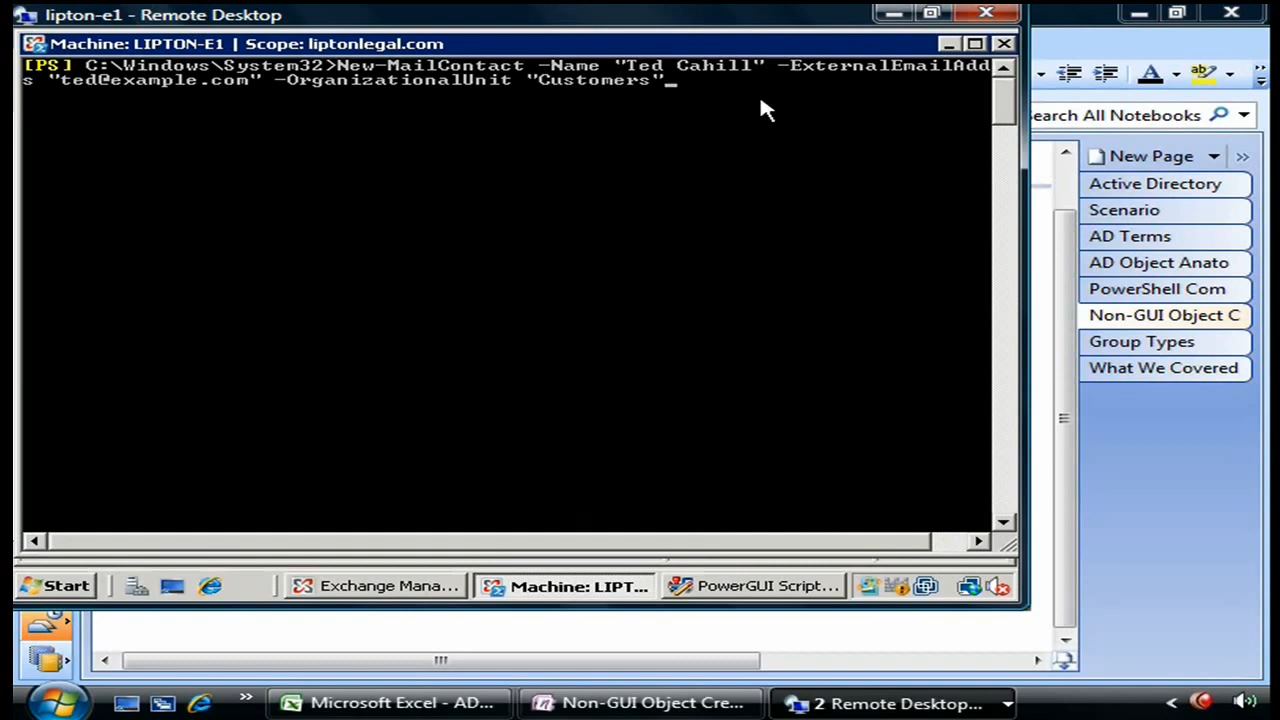 lipton-e1 - Remote Desktop
Machine: LIPTON-E1 | Scope: liptonlegal.com
[PS] C:\Windows\System32>New-MailContact -Name "Ted Cahill" -ExternalEmailAdd
s "ted@example.com" -OrganizationalUnit "Customers"_
earch All Notebooks
New Page
Active Directory
Scenario
AD Terms
AD Object Anato
PowerShell Com
Non-GUI Object C
Group Types
What We Covered
Start
Exchange Mana...
Machine: LIPT...
PowerGUI Script...
Microsoft Excel - AD...
Non-GUI Object Cre...
2 Remote Desktop...